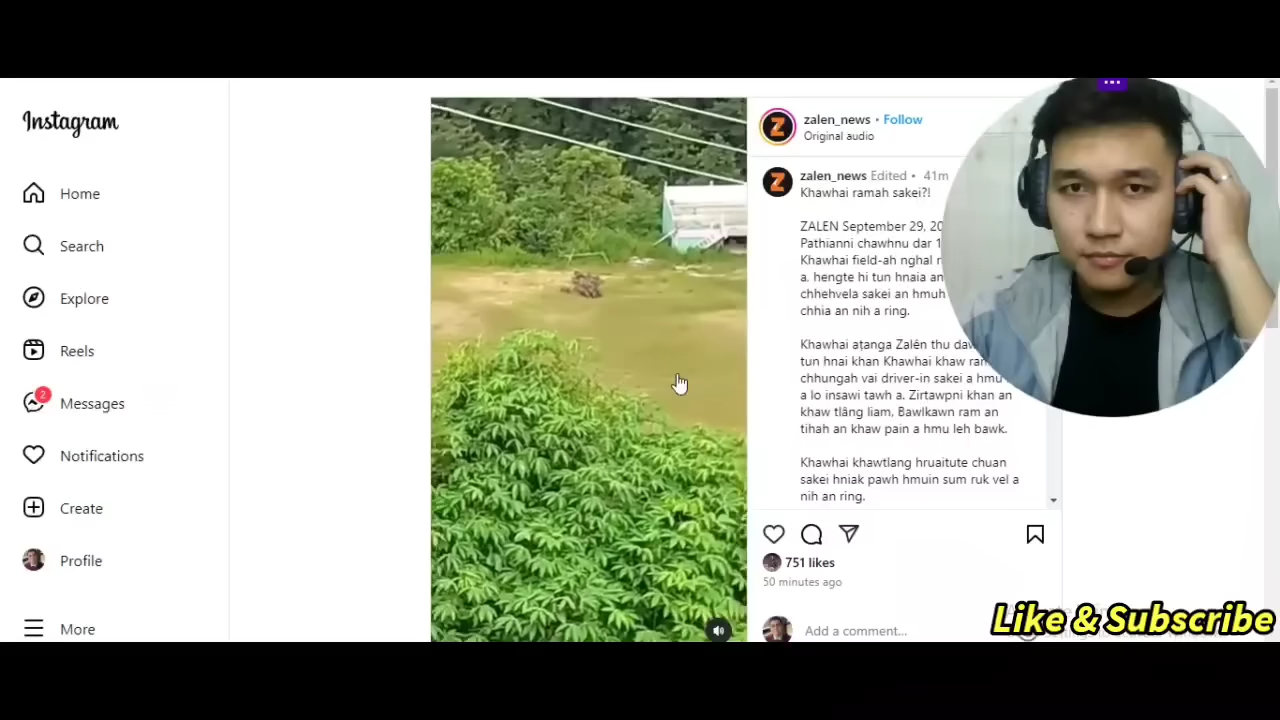 Instagram
Home
Search
Explore
Reels
2
Messages
Notifications
Create
Profile
More
zalen_news • Follow
Original audio
zalen_news Edited • 41m
Khawhai ramah sakei?!
ZALEN September 29,
Pathianni chawhnu dar
Khawhai field-ah nghal
a. hengte hi tun hnaia
chhehvela sakei an hmuh
chhia an nih a ring.
Khawhai aṭanga Zalén thu
tun hnai khan Khawhai khaw
chhungah vai driver-in sakei a
a lo insawi tawh a. Zirtawpni khan an
khaw tlâng liam, Bawlkawn ram an
tihah an khaw pain a hmu leh bawk.
Khawhai khawtlang hruaitute chuan
sakei hniak pawh hmuin sum ruk vel a
nih an ring.
751 likes
50 minutes ago
Add a comment...
Like & Subscribe